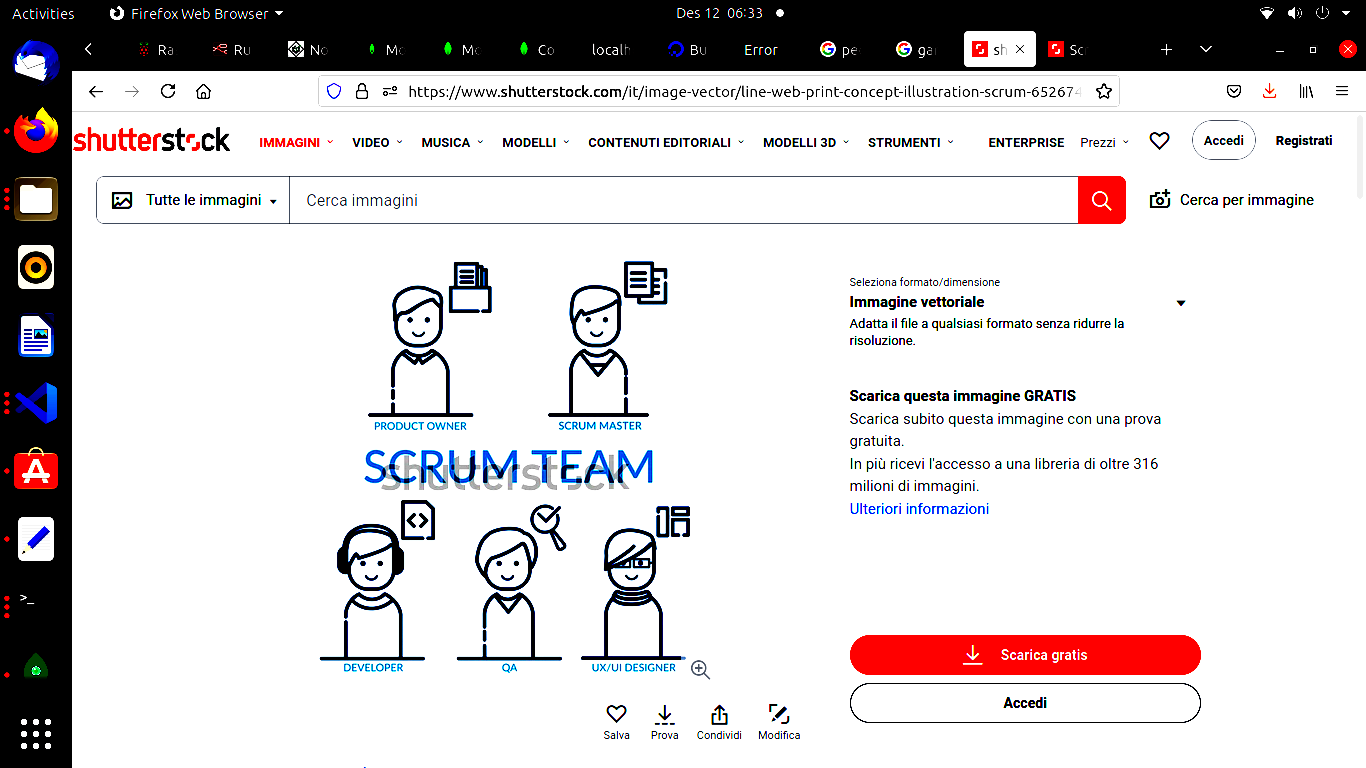 Activities
Firefox Web Browser
Des 12 06:33
Ra
Ru
No
Mo
Mo
Co
localh
Bu
Error
pe
ga
sh
Sc
https://www.shutterstock.com/it/image-vector/line-web-print-concept-illustration-scrum-65267
shutterstock
IMMAGINI
VIDEO
MUSICA
MODELLI
CONTENUTI EDITORIALI
MODELLI 3D
STRUMENTI
ENTERPRISE
Prezzi
Accedi
Registrati
Tutte le immagini
Cerca immagini
Cerca per immagine
PRODUCT OWNER
SCRUM MASTER
SCRUM TEAM
shutterstock
DEVELOPER
QA
UX/UI DESIGNER
Salva
Prova
Condividi
Modifica
Seleziona formato/dimensione
Immagine vettoriale
Adatta il file a qualsiasi formato senza ridurre la
risoluzione.
Scarica questa immagine GRATIS
Scarica subito questa immagine con una prova
gratuita.
In più ricevi l'accesso a una libreria di oltre 316
milioni di immagini.
Ulteriori informazioni
Scarica gratis
Accedi